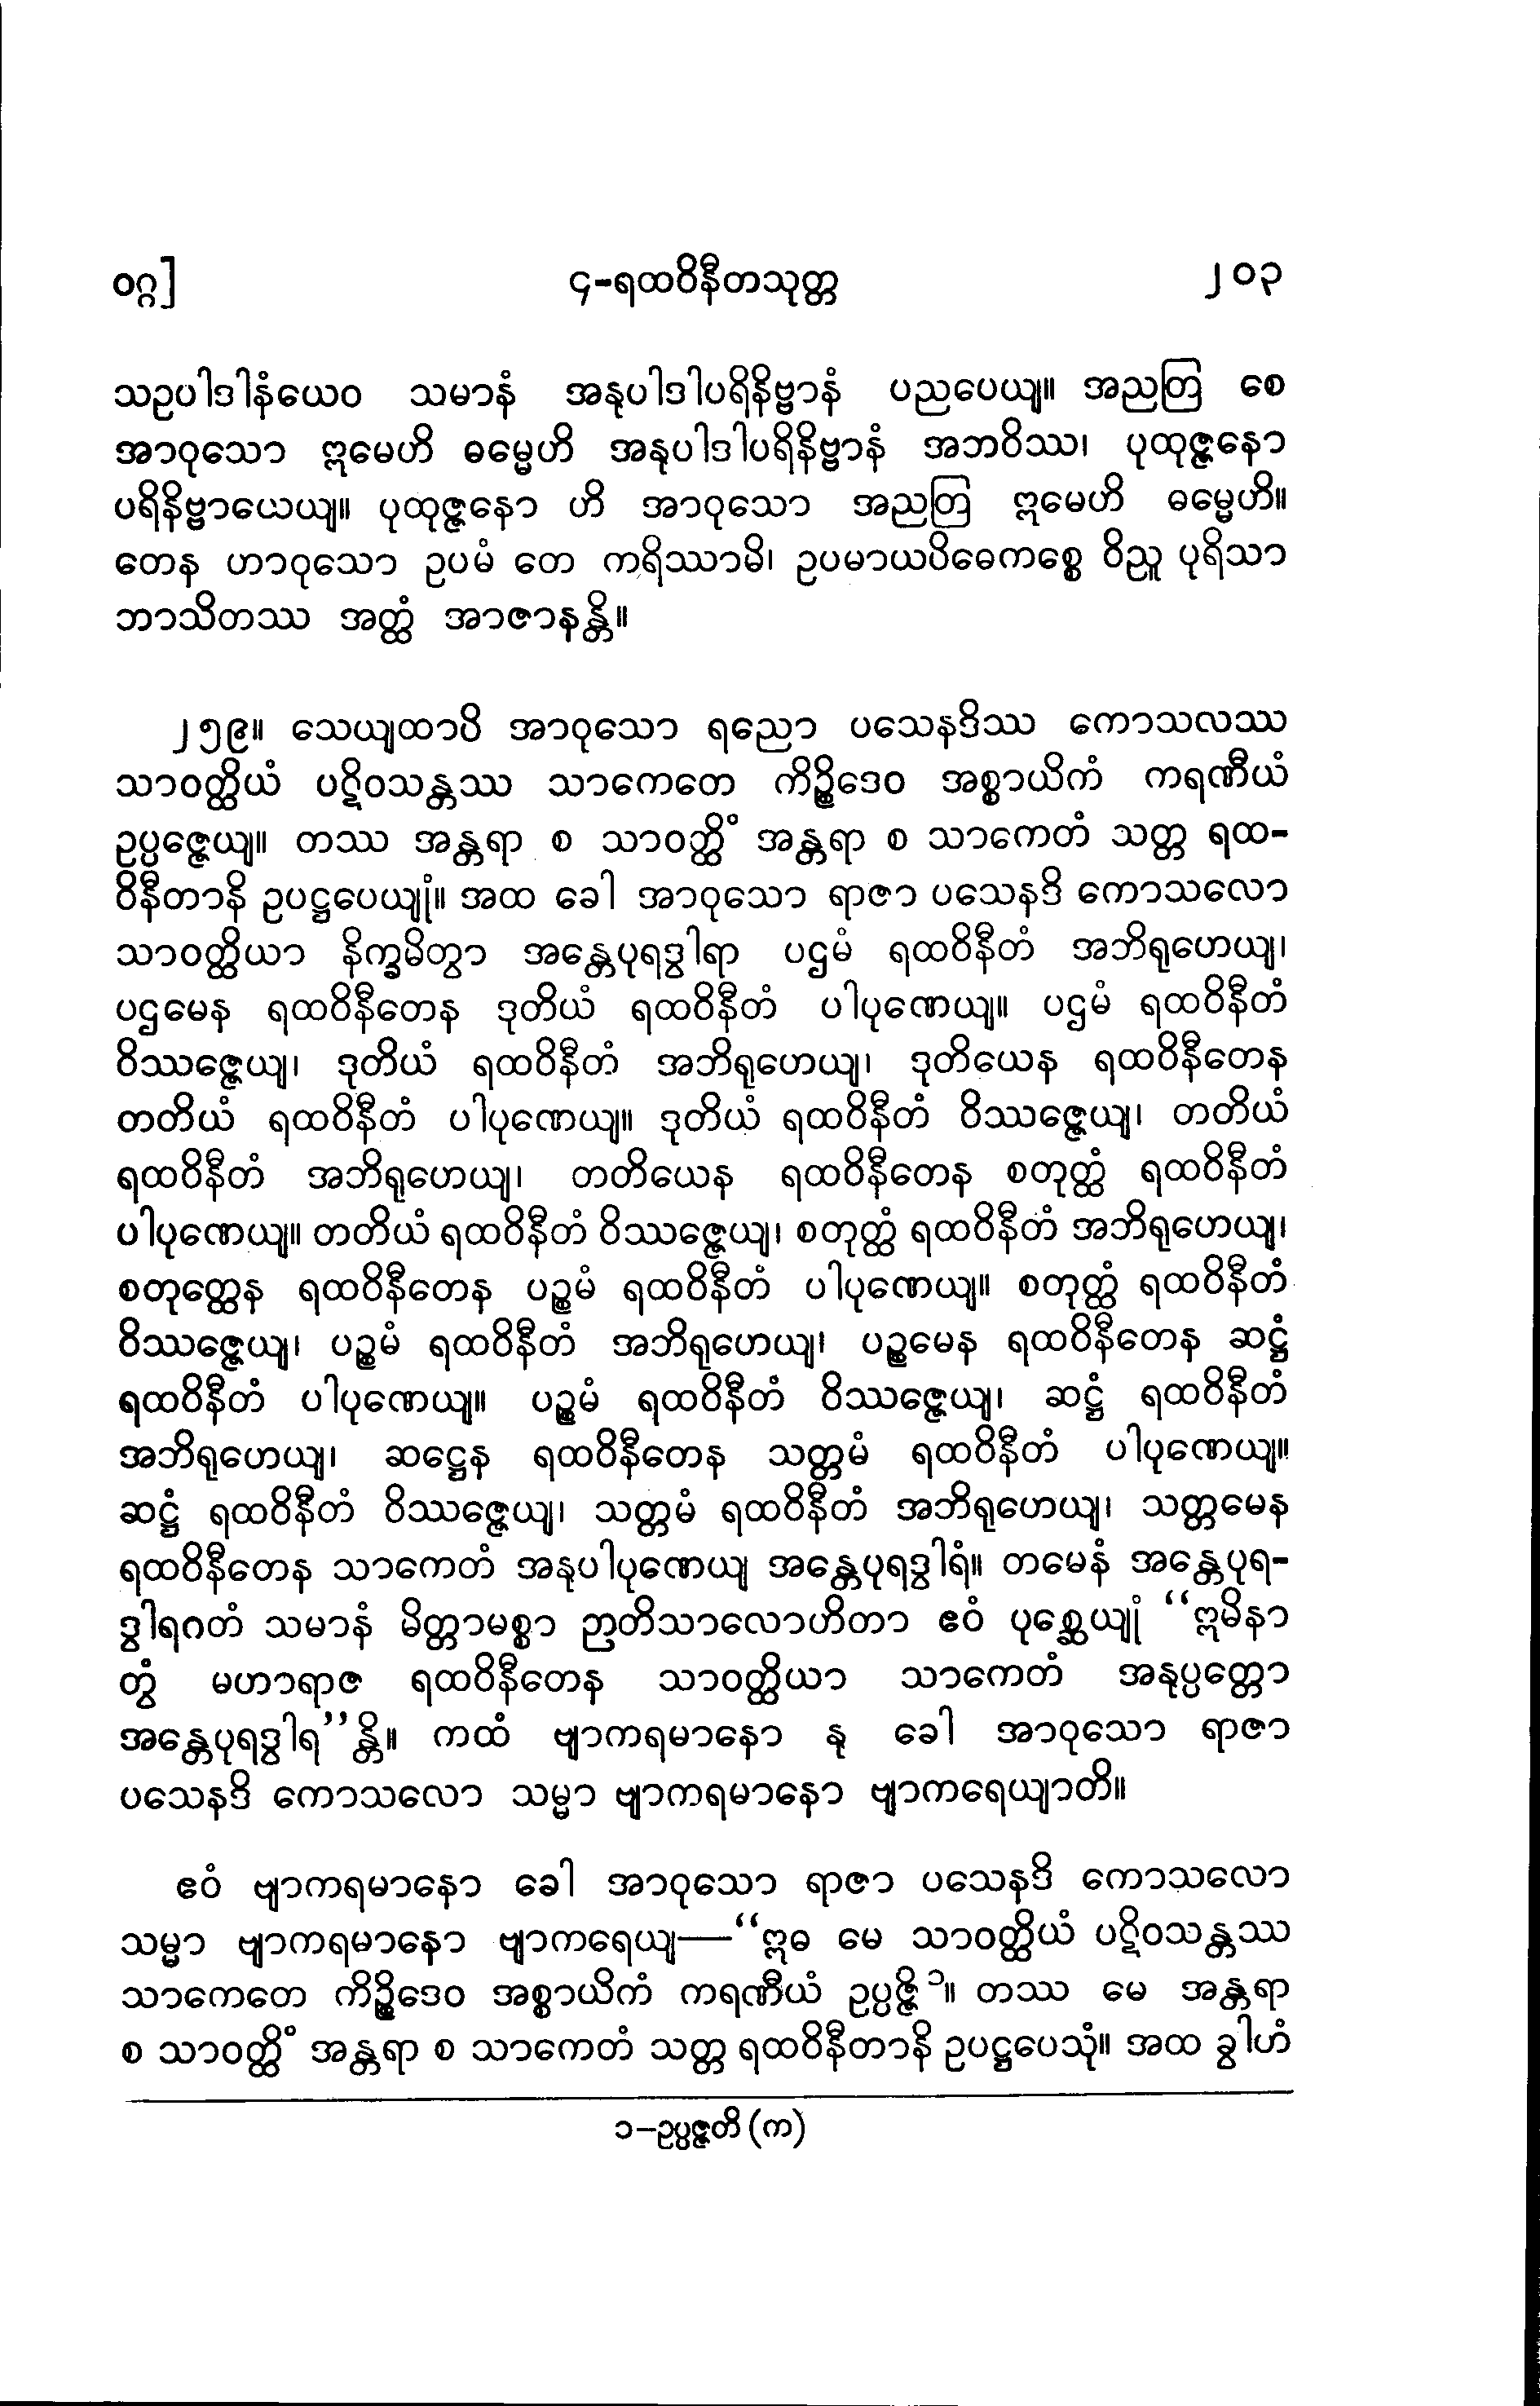 ဝဂ္ဂ]
၄-ရထဝိနီတသုတ္တ
၂၀၃
သဥပါဒါနံယေဝ သမာနံ အနုပါဒါပရိနိဗ္ဗာနံ ပညပေယျ။ အညတြ စေ
အာဝုသော ဣမေဟိ ဓမ္မေဟိ အနုပါဒါပရိနိဗ္ဗာနံ အဘဝိဿ၊ ပုထုဇ္ဇနော
ပရိနိဗ္ဗာယေယျ။ ပုထုဇ္ဇနော ဟိ အာဝုသော အညတြ ဣမေဟိ ဓမ္မေဟိ။
တေန ဟာဝုသော ဥပမံ တေ ကရိဿာမိ၊ ဥပမာယပိဓေကစ္စေ ဝိညူ ပုရိသာ
ဘာသိတဿ အတ္ထံ အာဇာနန္တိ။
၂၅၉။ သေယျထာပိ အာဝုသော ရညော ပသေနဒိဿ ကောသလဿ
သာဝတ္ထိယံ ပဋိဝသန္တဿ သာကေတေ ကိဉ္စိဒေဝ အစ္စာယိကံ ကရဏီယံ
ဥပ္ပဇ္ဇေယျ။ တဿ အန္တရာ စ သာဝတ္ထိံ အန္တရာ စ သာကေတံ သတ္တ ရထ-
ဝိနီတာနိ ဥပဋ္ဌပေယျုံ။ အထ ခေါ အာဝုသော ရာဇာ ပသေနဒိ ကောသလော
သာဝတ္ထိယာ နိက္ခမိတွာ အန္တေပုရဒွါရာ ပဌမံ ရထဝိနီတံ အဘိရုဟေယျ၊
ပဌမေန ရထဝိနီတေန ဒုတိယံ ရထဝိနီတံ ပါပုဏေယျ။ ပဌမံ ရထဝိနီတံ
ဝိဿဇ္ဇေယျ၊ ဒုတိယံ ရထဝိနီတံ အဘိရုဟေယျ၊ ဒုတိယေန ရထဝိနီတေန
တတိယံ ရထဝိနီတံ ပါပုဏေယျ။ ဒုတိယံ ရထဝိနီတံ ဝိဿဇ္ဇေယျ၊ တတိယံ
ရထဝိနီတံ အဘိရုဟေယျ၊ တတိယေန ရထဝိနီတေန စတုတ္ထံ ရထဝိနီတံ
ပါပုဏေယျ။ တတိယံ ရထဝိနီတံ ဝိဿဇ္ဇေယျ၊ စတုတ္ထံ ရထဝိနီတံ အဘိရုဟေယျ၊
စတုတ္ထေန ရထဝိနီတေန ပဉ္စမံ ရထဝိနီတံ ပါပုဏေယျ။ စတုတ္ထံ ရထဝိနီတံ
ဝိဿဇ္ဇေယျ၊ ပဉ္စမံ ရထဝိနီတံ အဘိရုဟေယျ၊ ပဉ္စမေန ရထဝိနီတေန ဆဋ္ဌံ
ရထဝိနီတံ ပါပုဏေယျ။ ပဉ္စမံ ရထဝိနီတံ ဝိဿဇ္ဇေယျ၊ ဆဋ္ဌံ ရထဝိနီတံ
အဘိရုဟေယျ၊ ဆဋ္ဌေန ရထဝိနီတေန သတ္တမံ ရထဝိနီတံ ပါပုဏေယျ။
ဆဋ္ဌံ ရထဝိနီတံ ဝိဿဇ္ဇေယျ၊ သတ္တမံ ရထဝိနီတံ အဘိရုဟေယျ၊ သတ္တမေန
ရထဝိနီတေန သာကေတံ အနုပါပုဏေယျ အန္တေပုရဒွါရံ။ တမေနံ အန္တေပုရ-
ဒွါရဂတံ သမာနံ မိတ္တာမစ္စာ ဉာတိသာလောဟိတာ ဧဝံ ပုစ္ဆေယျုံ “ဣမိနာ
တွံ မဟာရာဇ ရထဝိနီတေန သာဝတ္ထိယာ သာကေတံ အနုပ္ပတ္တော
အန္တေပုရဒွါရ”န္တိ။ ကထံ ဗျာကရမာနော နု ခေါ အာဝုသော ရာဇာ
ပသေနဒိ ကောသလော သမ္မာ ဗျာကရမာနော ဗျာကရေယျာတိ။
ဧဝံ ဗျာကရမာနော ခေါ အာဝုသော ရာဇာ ပသေနဒိ ကောသလော
သမ္မာ ဗျာကရမာနော ဗျာကရေယျ—“ဣဓ မေ သာဝတ္ထိယံ ပဋိဝသန္တဿ
သာကေတေ ကိဉ္စိဒေဝ အစ္စာယိကံ ကရဏီယံ ဥပ္ပဇ္ဇိ၁။ တဿ မေ အန္တရာ
စ သာဝတ္ထိံ အန္တရာ စ သာကေတံ သတ္တ ရထဝိနီတာနိ ဥပဋ္ဌပေသုံ။ အထ ခွါဟံ
၁-ဥပ္ပဇ္ဇတိ (က)